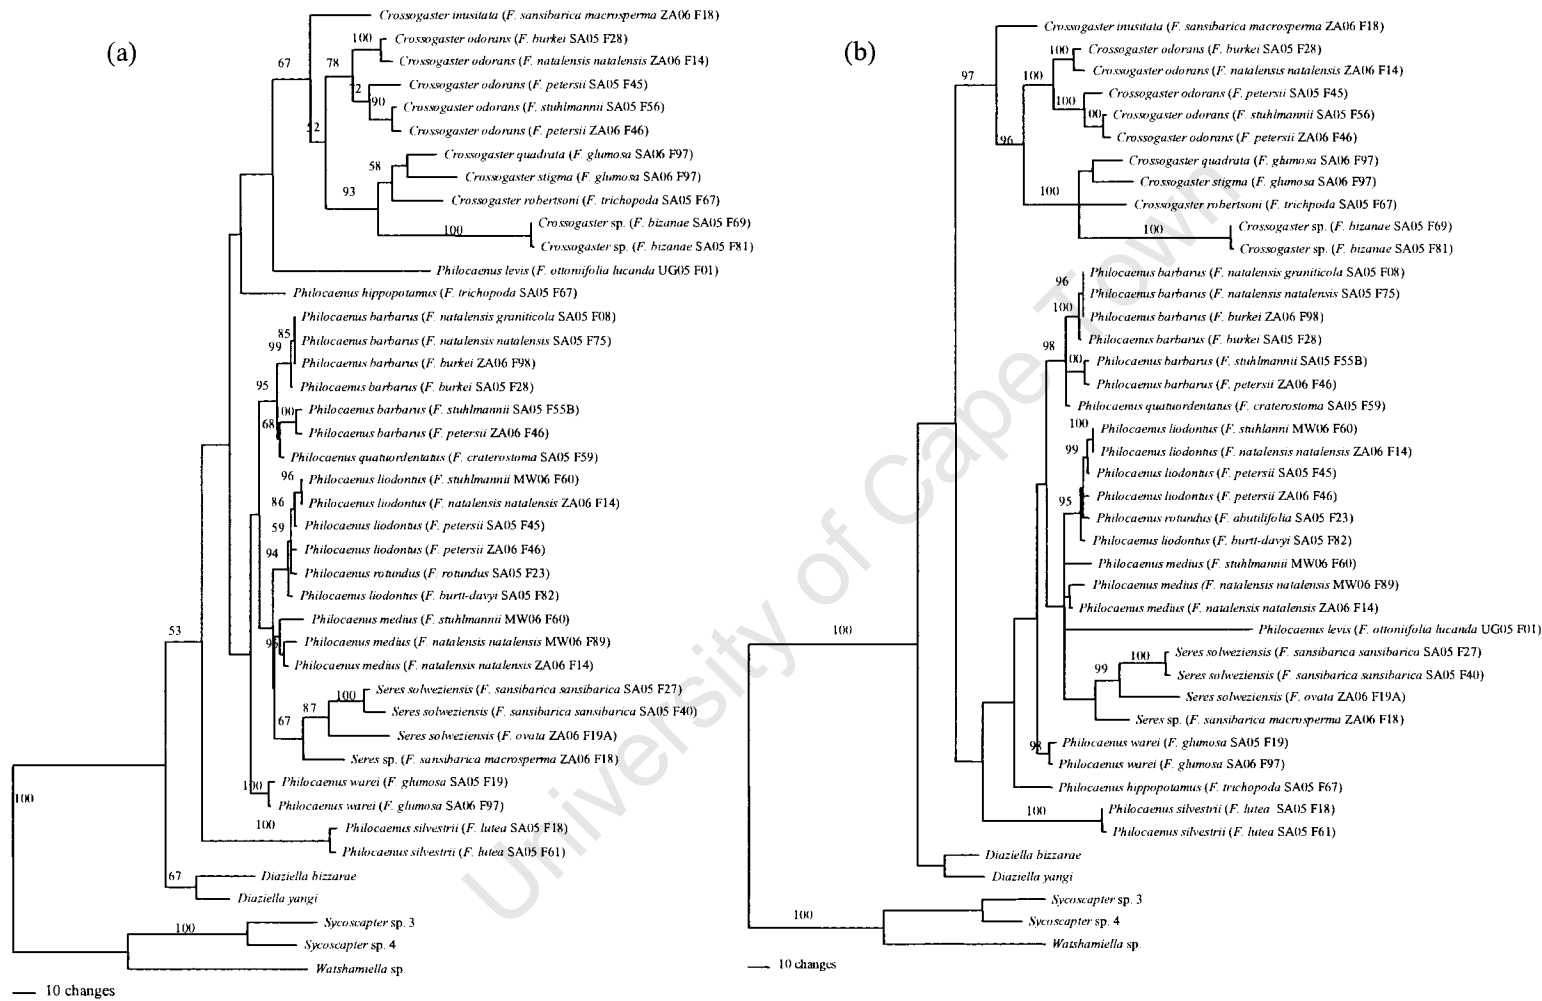 (a)
Crossogaster inusitata (F. sansibarica macrosperma ZA06 F18)
67
100
Crossogaster odorans (F. burkei SA05 F28)
78
Crossogaster odorans (F. natalensis natalensis ZA06 F14)
Crossogaster odorans (F. petersii SA05 F45)
90
Crossogaster odorans (F. stuhlmannii SA05 F56)
Crossogaster odorans (F. petersii ZA06 F46)
Crossogaster quadrata (F. glumosa SA06 F97)
58
Crossogaster stigma (F. glumosa SA06 F97)
93
Crossogaster robertsoni (F. trichopoda SA05 F67)
Crossogaster sp. (F. bizanae SA05 F69)
100
Crossogaster sp. (F. bizanae SA05 F81)
Philocaenus levis (F. ottoniifolia lucanda UG05 F01)
Philocaenus hippopotamus (F. trichopoda SA05 F67)
Philocaenus barbarus (F. natalensis graniticola SA05 F08)
85
Philocaenus barbarus (F. natalensis natalensis SA05 F75)
99
Philocaenus barbarus (F. burkei ZA06 F98)
95
Philocaenus barbarus (F. burkei SA05 F28)
100
Philocaenus barbarus (F. stuhlmannii SA05 F55B)
68
Philocaenus barbarus (F. petersii ZA06 F46)
Philocaenus quatuordentatus (F. craterostoma SA05 F59)
96
Philocaenus liodontus (F. stuhlmannii MW06 F60)
86
Philocaenus liodontus (F. natalensis natalensis ZA06 F14)
59
Philocaenus liodontus (F. petersii SA05 F45)
94
Philocaenus liodontus (F. petersii ZA06 F46)
Philocaenus rotundus (F. rotundus SA05 F23)
Philocaenus liodontus (F. burtt-davyi SA05 F82)
Philocaenus medius (F. stuhlmannii MW06 F60)
Philocaenus medius (F. natalensis natalensis MW06 F89)
Philocaenus medius (F. natalensis natalensis ZA06 F14)
53
Seres solweziensis (F. sansibarica sansibarica SA05 F27)
100
Seres solweziensis (F. sansibarica sansibarica SA05 F40)
87
67
Seres solweziensis (F. ovata ZA06 F19A)
Seres sp. (F. sansibarica macrosperma ZA06 F18)
Philocaenus warei (F. glumosa SA05 F19)
100
Philocaenus warei (F. glumosa SA06 F97)
100
Philocaenus silvestrii (F. lutea SA05 F18)
Philocaenus silvestrii (F. lutea SA05 F61)
100
67
Diaziella bizzarae
Diaziella yangi
Sycoscapter sp. 3
100
Sycoscapter sp. 4
Watshamiella sp.
10 changes
(b)
Crossogaster inusitata (F. sansibarica macrosperma ZA06 F18)
97
100
Crossogaster odorans (F. burkei SA05 F28)
100
Crossogaster odorans (F. natalensis natalensis ZA06 F14)
Crossogaster odorans (F. petersii SA05 F45)
100
Crossogaster odorans (F. stuhlmannii SA05 F56)
96
Crossogaster odorans (F. petersii ZA06 F46)
Crossogaster quadrata (F. glumosa SA06 F97)
Crossogaster stigma (F. glumosa SA06 F97)
100
Crossogaster robertsoni (F. trichpoda SA05 F67)
Crossogaster sp. (F. bizanae SA05 F69)
100
Crossogaster sp. (F. bizanae SA05 F81)
Philocaenus barbarus (F. natalensis graniticola SA05 F08)
96
Philocaenus barbarus (F. natalensis natalensis SA05 F75)
100
Philocaenus barbarus (F. burkei ZA06 F98)
Philocaenus barbarus (F. burkei SA05 F28)
98
Philocaenus barbarus (F. stuhlmannii SA05 F55B)
Philocaenus barbarus (F. petersii ZA06 F46)
Philocaenus quatuordentatus (F. craterostoma SA05 F59)
100
Philocaenus liodontus (F. stuhlanni MW06 F60)
99
Philocaenus liodontus (F. natalensis natalensis ZA06 F14)
Philocaenus liodontus (F. petersii SA05 F45)
95
Philocaenus liodontus (F. petersii ZA06 F46)
Philocaenus rotundus (F. abutilifolia SA05 F23)
Philocaenus liodontus (F. burtt-davyi SA05 F82)
Philocaenus medius (F. stuhlmannii MW06 F60)
Philocaenus medius (F. natalensis natalensis MW06 F89)
Philocaenus medius (F. natalensis natalensis ZA06 F14)
100
Philocaenus levis (F. ottoniifolia lucanda UG05 F01)
Seres solweziensis (F. sansibarica sansibarica SA05 F27)
100
99
Seres solweziensis (F. sansibarica sansibarica SA05 F40)
Seres solweziensis (F. ovata ZA06 F19A)
Seres sp. (F. sansibarica macrosperma ZA06 F18)
Philocaenus warei (F. glumosa SA05 F19)
98
Philocaenus warei (F. glumosa SA06 F97)
Philocaenus hippopotamus (F. trichopoda SA05 F67)
100
Philocaenus silvestrii (F. lutea SA05 F18)
Philocaenus silvestrii (F. lutea SA05 F61)
Diaziella bizzarae
Diaziella yangi
Sycoscapter sp. 3
100
Sycoscapter sp. 4
Watshamiella sp.
10 changes
University of Cape Town